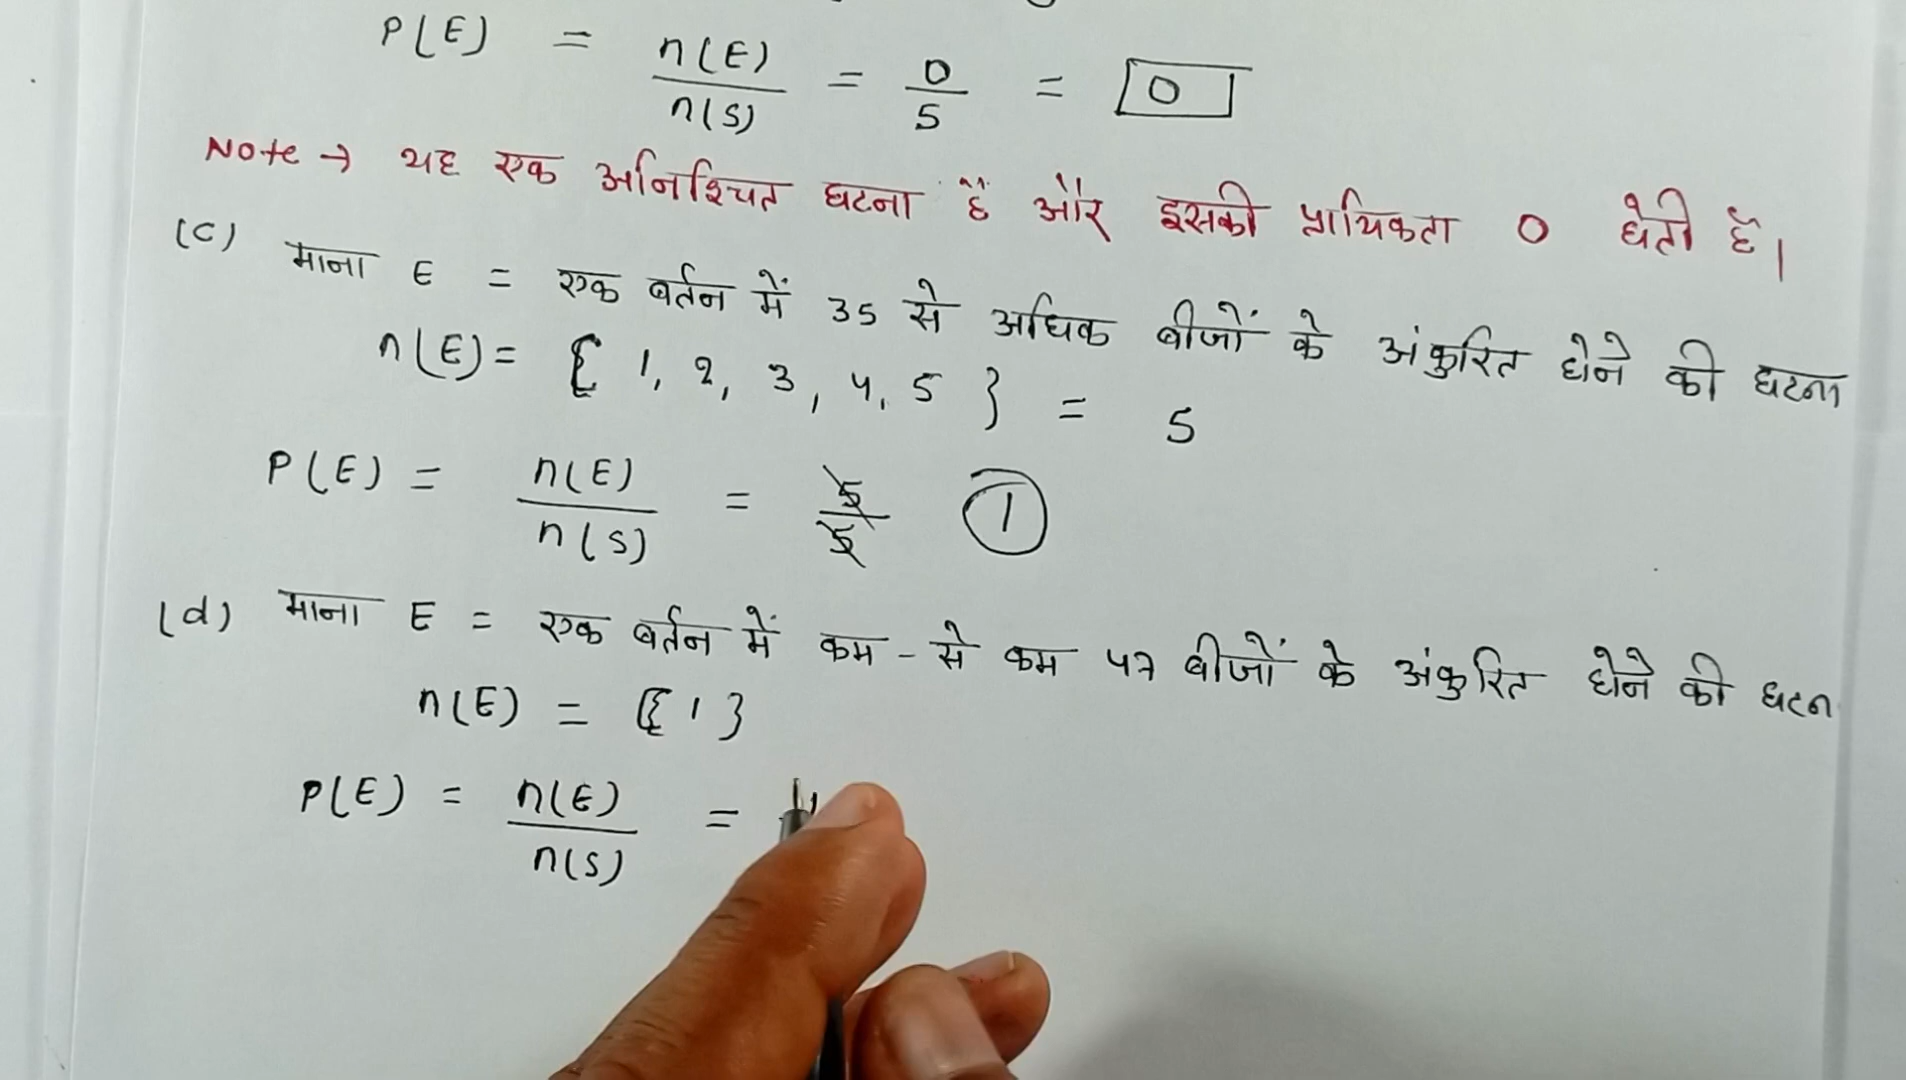 P(E) = n(E)/n(S) = 0/5 = 0
Note → यह एक अनिश्चित घटना है और इसकी प्रायिकता 0 होती है।
(c) माना E = एक बर्तन में 35 से अधिक बीजों के अंकुरित होने की घटना
n(E) = { 1, 2, 3, 4, 5 } = 5
P(E) = n(E)/n(S) = 5/5 1
(d) माना E = एक बर्तन में कम-से कम 47 बीजों के अंकुरित होने की घटन
n(E) = { 1 }
P(E) = n(E)/n(S) =